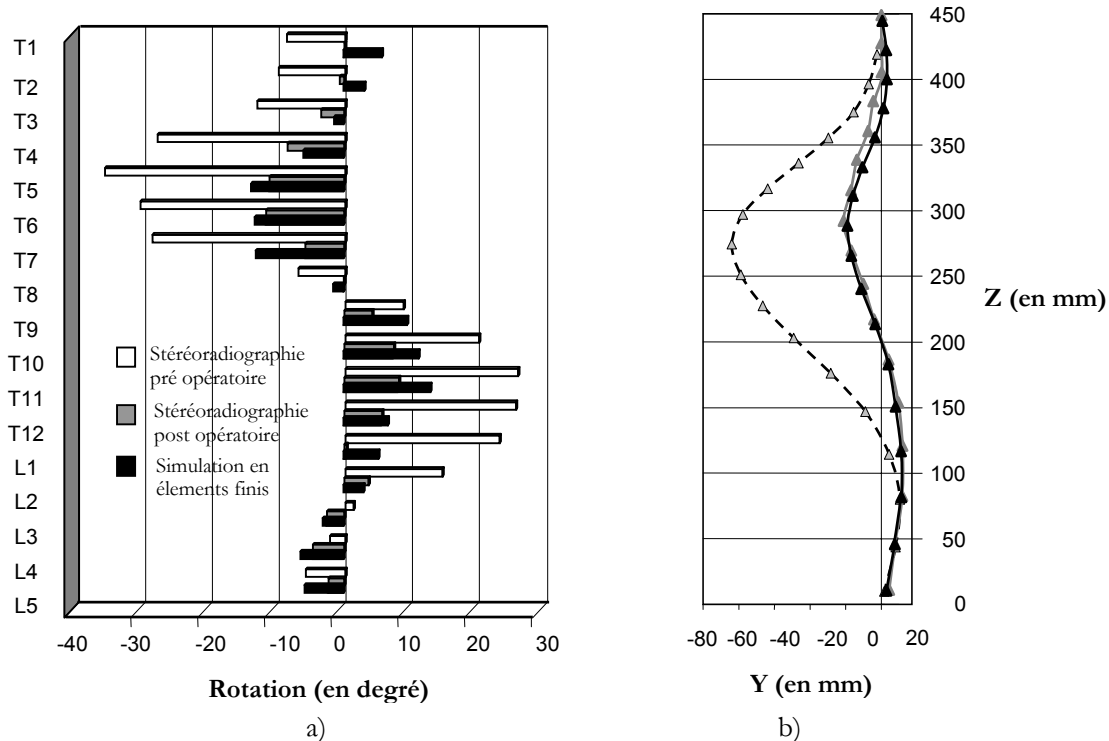 T1
T2
T3
T4
T5
T6
T7
T8
T9
T10
T11
T12
L1
L2
L3
L4
L5
Stéréoradiographie
pré opératoire
Stéréoradiographie
post opératoire
Simulation en
élements finis
-40 -30 -20 -10 0 10 20 30
Rotation (en degré)
a)
450
400
350
300
250
200
150
100
50
0
Z (en mm)
-80 -60 -40 -20 0 20
Y (en mm)
b)